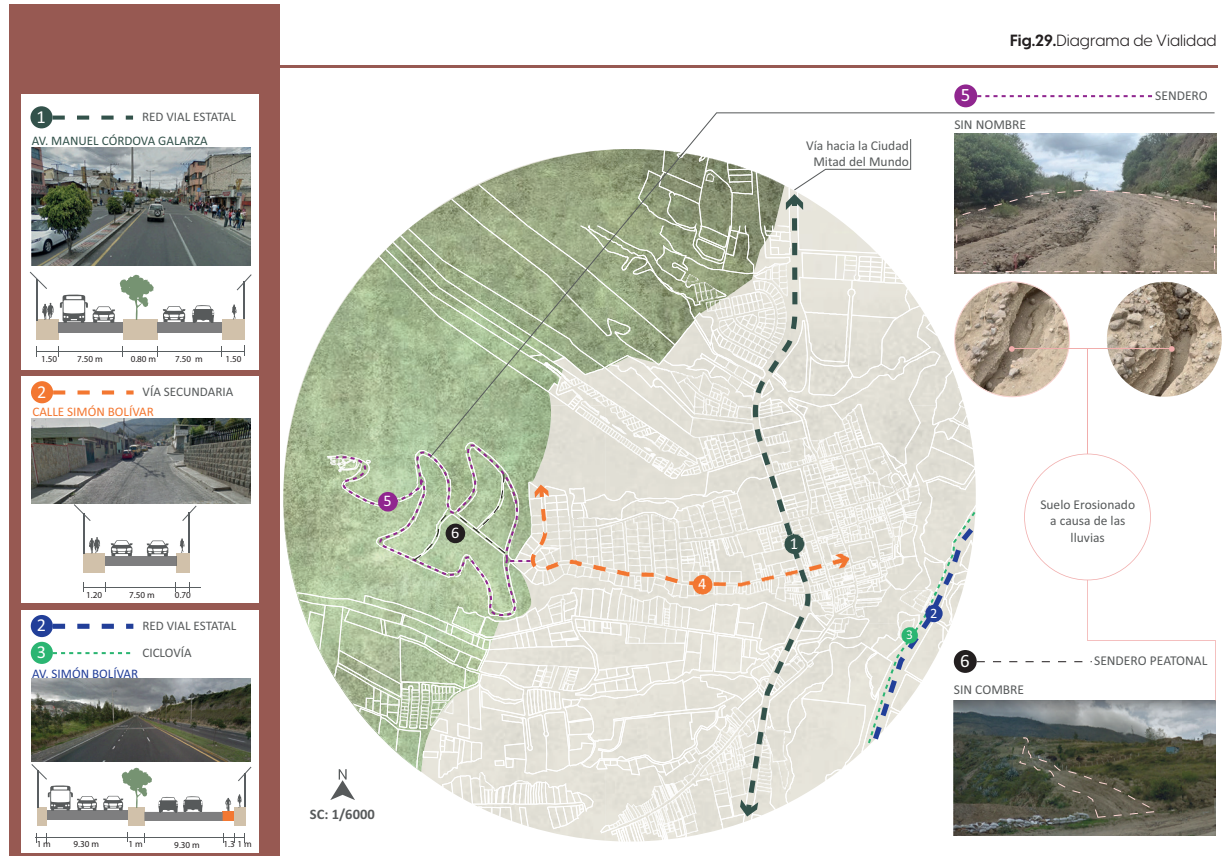 Fig.29.Diagrama de Vialidad
1 RED VIAL ESTATAL
AV. MANUEL CÓRDOVA GALARZA
1.50 7.50 m 0.80 m 7.50 m 1.50
2 VÍA SECUNDARIA
CALLE SIMÓN BOLÍVAR
1.20 7.50 m 0.70
2 RED VIAL ESTATAL
3 CICLOVÍA
AV. SIMÓN BOLÍVAR
1 m 9.30 m 1 m 9.30 m 1.3 1 m
Vía hacia la Ciudad
Mitad del Mundo
5
6
1
4
2
3
N
SC: 1/6000
5 SENDERO
SIN NOMBRE
Suelo Erosionado
a causa de las
lluvias
6 SENDERO PEATONAL
SIN COMBRE